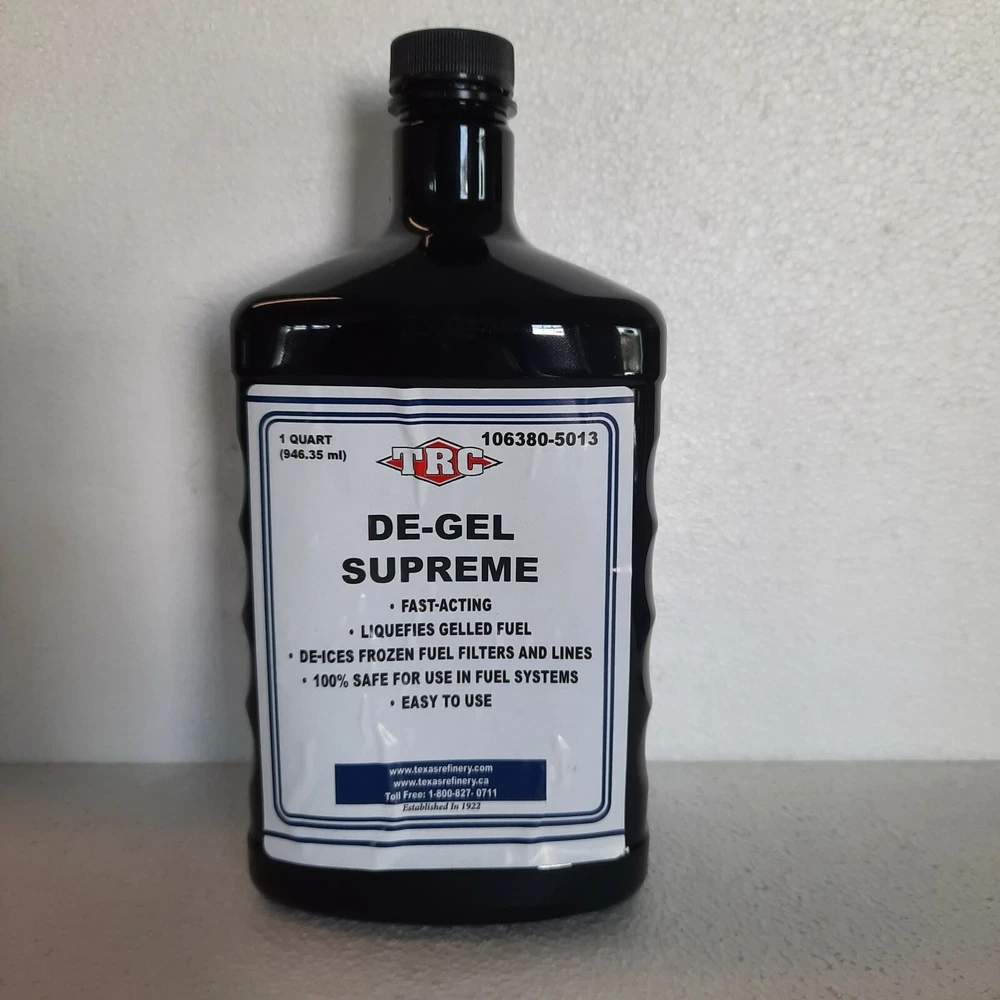 1 QUART
(946.35 ml)
106380-5013
TRC
DE-GEL
SUPREME
• FAST-ACTING
• LIQUEFIES GELLED FUEL
• DE-ICES FROZEN FUEL FILTERS AND LINES
• 100% SAFE FOR USE IN FUEL SYSTEMS
• EASY TO USE
www.texasrefinery.com
www.texasrefinery.ca
Toll Free: 1-800-827- 0711
Established In 1922